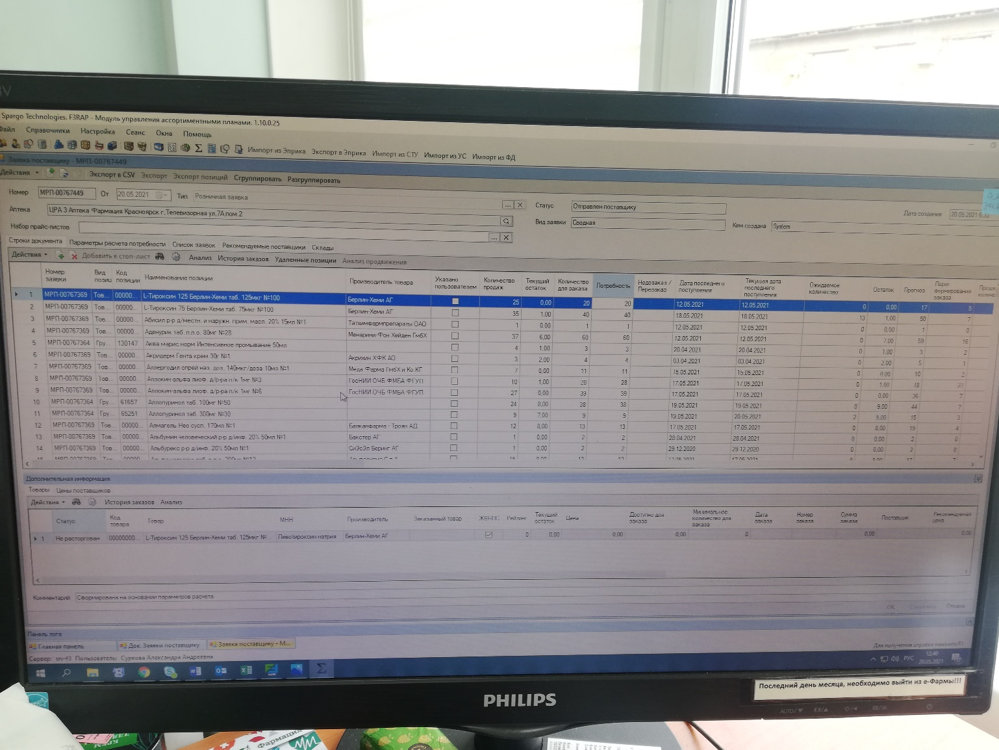 Spargo Technologies. F3RAP - Модуль управления ассортиментными планами. 1.10.0.25
Файл Справочники Настройка Сеанс Окна Помощь
Импорт из Эприка Экспорт в Эприка Импорт из СТУ Импорт из УС Импорт из ФД
Заявка поставщику - МРП-00767449
Действия Экспорт в CSV Экспорт Экспорт позиций Сгруппировать Разгруппировать
Номер МРП-00767449 От 20.05.2021 Тип Розничная заявка Статус Отправлен поставщику Дата создания 20.05.2021
Аптека ЦРА 3 Аптека Фармация Красноярск г,Телевизорная ул,7А,пом.2 Вид заявки Сводная Кем создана System
Набор прайс-листов
Строки документа Параметры расчета потребности Список заявок Рекомендуемые поставщики Склады
Действия Добавить в стоп-лист Анализ История заказов Удаленные позиции Анализ продвижения
Номер заявки Вид позиц Код позиции Наименование позиции Производитель товара Указано пользователем Количество продаж Текущий остаток Количество для заказа Потребность Недозаказ / Перезаказ Дата последнего поступления Текущая дата последнего поступления Ожидаемое количество Остаток Прогноз Порог формирования заказа
1 МРП-00767369 Тов... 00000... L-Тироксин 125 Берлин-Хеми таб. 125мкг №100 Берлин-Хеми АГ 25 0,00 20 20 12.05.2021 12.05.2021 0 0,00 17 5
2 МРП-00767369 Тов... 00000... L-Тироксин 75 Берлин-Хеми таб. 75мкг №100 Берлин-Хеми АГ 35 1,00 40 40 18.05.2021 18.05.2021 13 1,00 50 7
3 МРП-00767369 Тов... 00000... Абисил р-р д/местн. и наружн. прим. масл. 20% 15мл №1 Татхимфармпрепараты ОАО 1 0,00 1 1 12.05.2021 12.05.2021 0 0,00 1 0
4 МРП-00767369 Тов... 00000... Аденурик таб. п.п.о. 80мг №28 Менарини-Фон Хейден ГмбХ 37 6,00 60 60 12.05.2021 12.05.2021 0 7,00 59 18
5 МРП-00767364 Гру... 130147 Аква марис норм Интенсивное промывание 50мл 4 1,00 3 3 20.04.2021 20.04.2021 0 1,00 3 2
6 МРП-00767369 Тов... 00000... Акридерм Гента крем 30г №1 Акрихин ХФК АО 3 2,00 4 4 03.04.2021 03.04.2021 0 2,00 5 1
7 МРП-00767369 Тов... 00000... Аллергодил спрей наз. доз. 140мкг/доза 10мл №1 Меда Фарма ГмбХ и Ко.КГ 7 0,00 11 11 15.05.2021 15.05.2021 0 0,00 10 2
8 МРП-00767369 Тов... 00000... Аллокин-альфа лиоф. д/р-ра п/к 1мг №3 ГосНИИ ОЧБ ФМБА ФГУП 10 1,00 28 28 17.05.2021 17.05.2021 0 1,00 18
9 МРП-00767369 Тов... 00000... Аллокин-альфа лиоф. д/р-ра п/к 1мг №6 ГосНИИ ОЧБ ФМБА ФГУП 27 0,00 39 39 17.05.2021 17.05.2021 0 0,00 36 7
10 МРП-00767364 Гру... 61657 Аллопуринол таб. 100мг №50 24 8,00 38 38 19.05.2021 19.05.2021 0 9,00 44 7
11 МРП-00767364 Гру... 65251 Аллопуринол таб. 300мг №30 9 7,00 9 9 19.05.2021 20.05.2021 2 5,00 15 3
12 МРП-00767369 Тов... 00000... Алмагель Нео сусп. 170мл №1 Балканфарма - Троян АД 12 8,00 13 13 17.05.2021 17.05.2021 0 8,00 19 4
13 МРП-00767369 Тов... 00000... Альбумин человеческий р-р д/инф. 20% 50мл №1 Бакстер АГ 1 0,00 2 2 28.04.2021 28.04.2021 0 0,00 2 0
14 МРП-00767369 Тов... 00000... Альбурекс р-р д/инф. 20% 50мл №1 СиЭсЭл Беринг АГ 1 0,00 2 2 29.12.2020 29.12.2020 0 0,00 2 0
Дополнительная информация
Товары Цены поставщиков
Действия История заказов Анализ
Статус Код товара Товар МНН Производитель Заказанный товар ЖВНЛС Рейтинг Текущий остаток Цена Доступно для заказа Минимальное количество для заказа Дата заказа Номер заказа Сумма заказа Поставщик Рекомендуемая цена
1 Не расторгован 00000000... L-Тироксин 125 Берлин-Хеми таб. 125мкг №... Левотироксин натрия Берлин-Хеми АГ 0 0,00 0,00 0,00 0 0,00 0,00
Комментарий Сформирована на основании параметров расчета
OK Сохранить Отмена
Панель лога
Главная панель Док. Заявки поставщику Заявка поставщику - М...
Для получения справки нажмите F1
Сервер: srv-f3 Пользователь: Суркова Александра Андреевна
РУС 12:40 20.05.2021
Последний день месяца, необходимо выйти из е-Фармы!!!
PHILIPS
AUTO/
Фармация